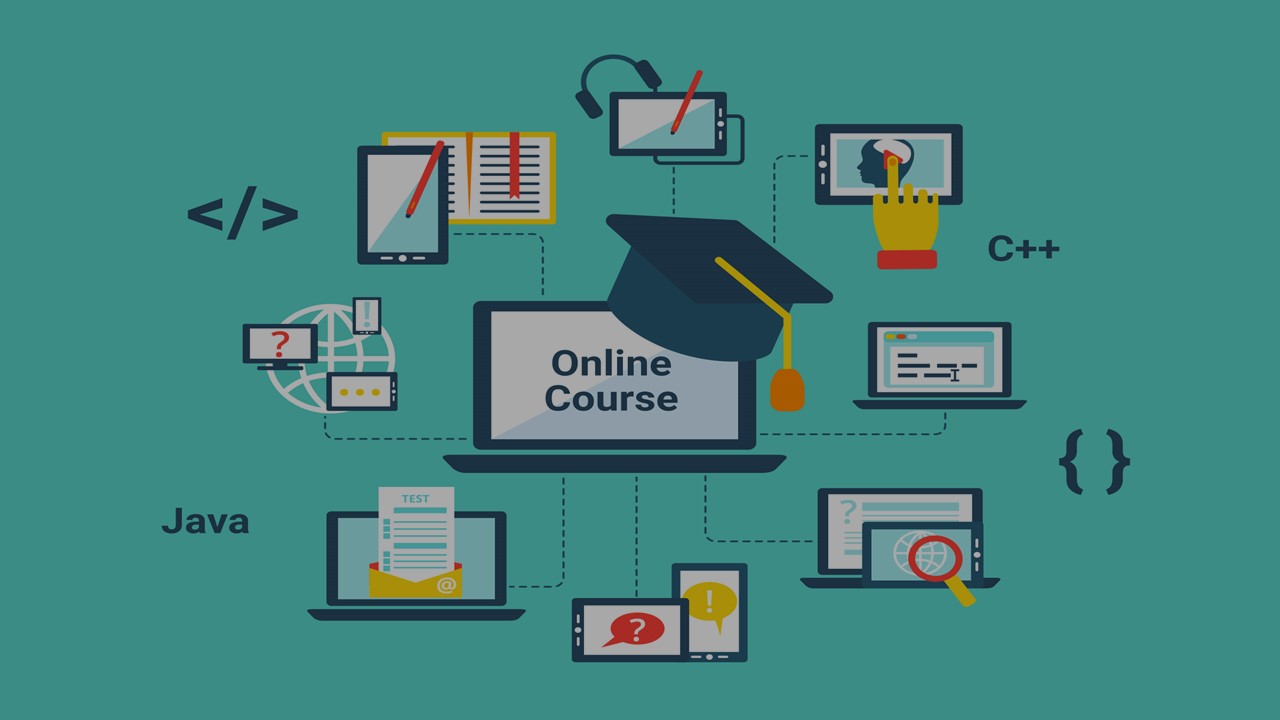 </>
C++
?
!
Online
Course
{ }
Java
TEST
@
?
?
!